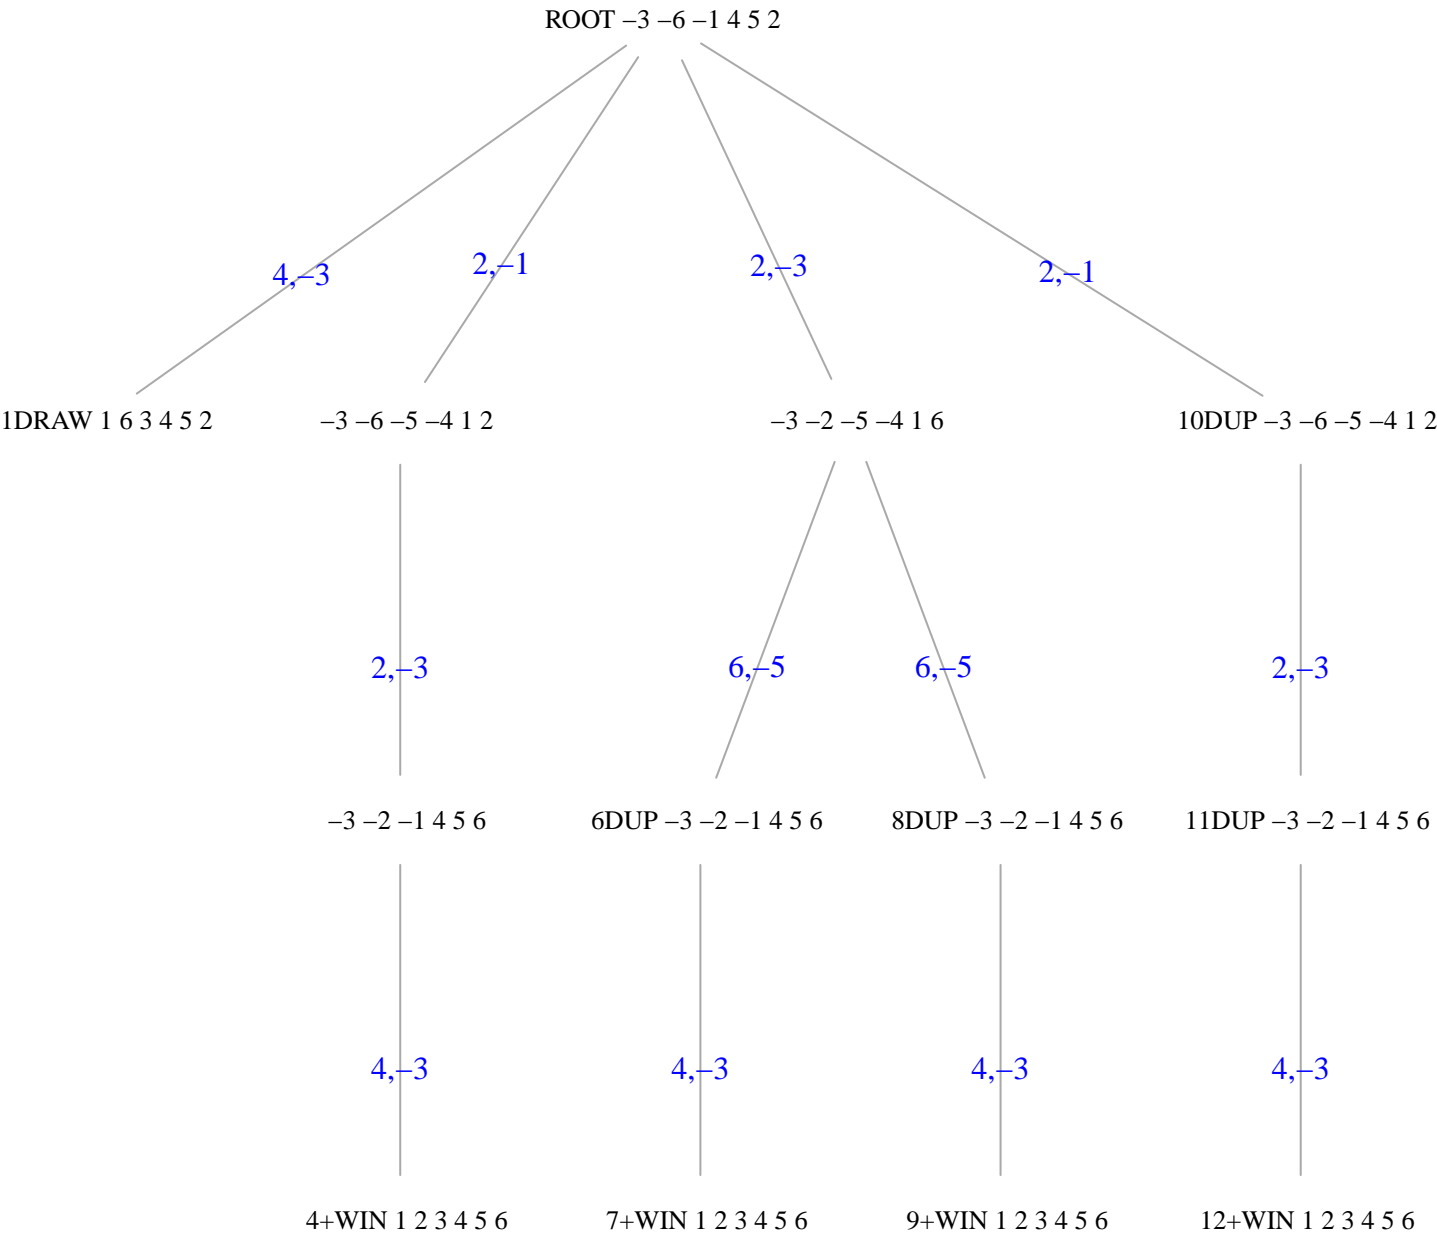 ROOT –3 –6 –1 4 5 2
4,–3
2,–1
2,–3
2,–1
1DRAW 1 6 3 4 5 2
–3 –6 –5 –4 1 2
–3 –2 –5 –4 1 6
10DUP –3 –6 –5 –4 1 2
2,–3
6,–5
6,–5
2,–3
–3 –2 –1 4 5 6
6DUP –3 –2 –1 4 5 6
8DUP –3 –2 –1 4 5 6
11DUP –3 –2 –1 4 5 6
4,–3
4,–3
4,–3
4,–3
4+WIN 1 2 3 4 5 6
7+WIN 1 2 3 4 5 6
9+WIN 1 2 3 4 5 6
12+WIN 1 2 3 4 5 6